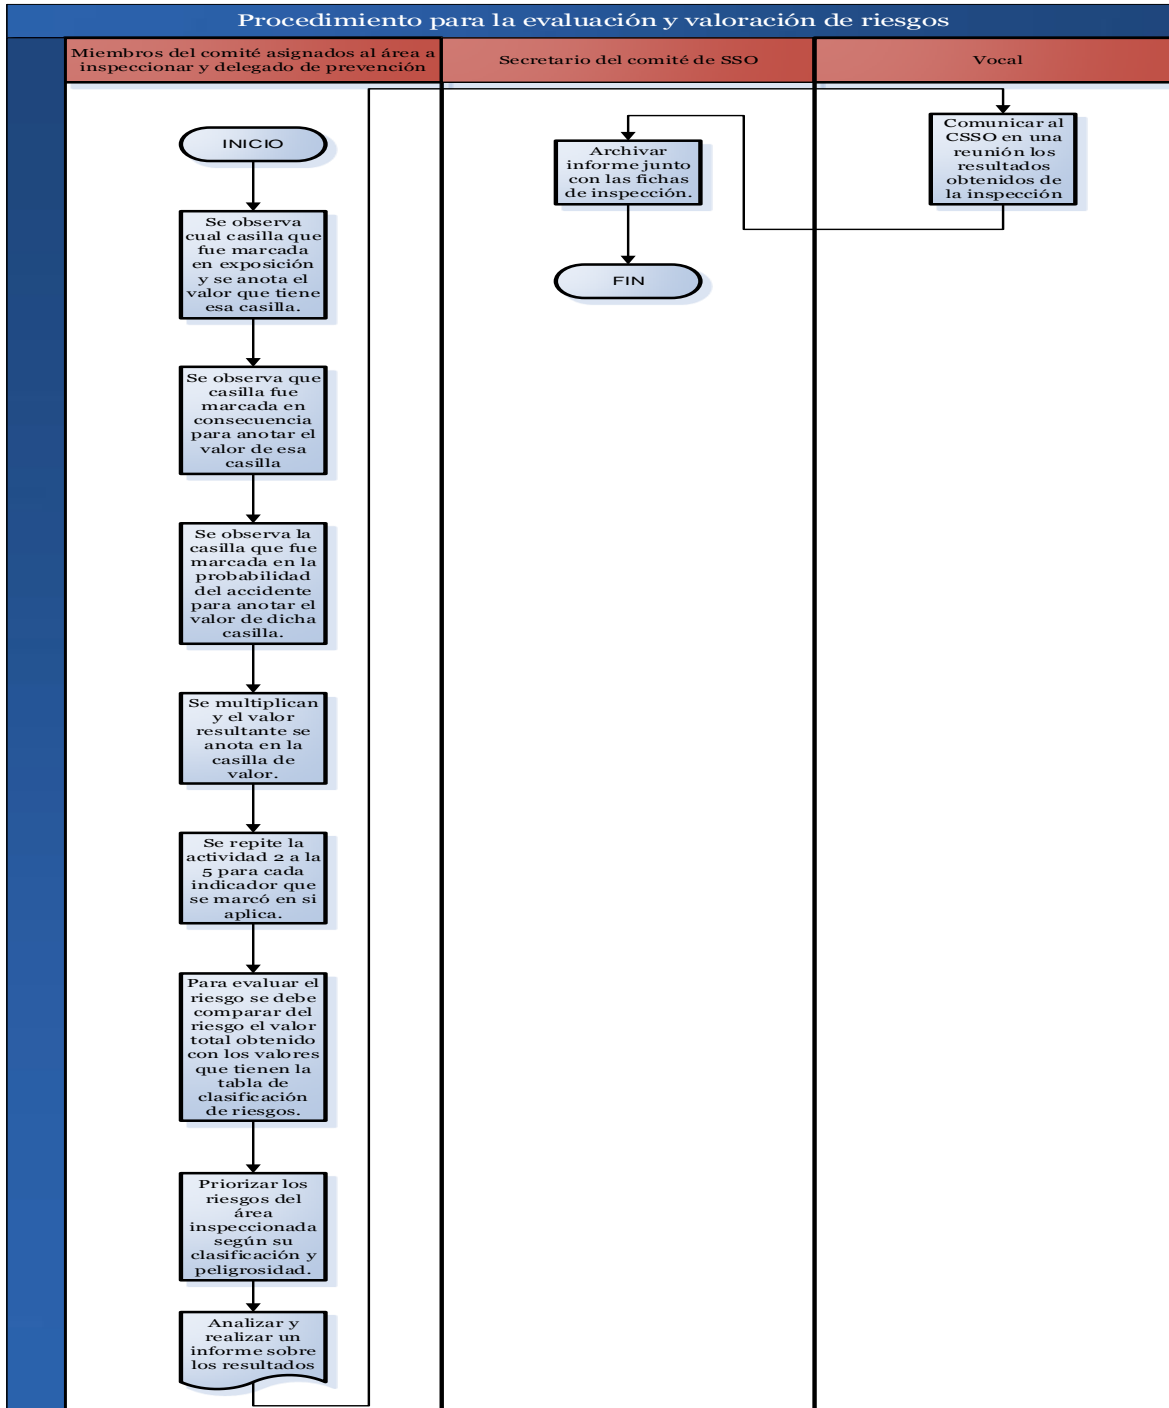 Procedimiento para la evaluación y valoración de riesgos
Miembros del comité asignados al área a
inspeccionar y delegado de prevención
Secretario del comité de SSO
Vocal
INICIO
Se observa
cual casilla que
fue marcada
en exposición
y se anota el
valor que tiene
esa casilla.
Se observa que
casilla fue
marcada en
consecuencia
para anotar el
valor de esa
casilla
Se observa la
casilla que fue
marcada en la
probabilidad
del accidente
para anotar el
valor de dicha
casilla.
Se multiplican
y el valor
resultante se
anota en la
casilla de
valor.
Se repite la
actividad 2 a la
5 para cada
indicador que
se marcó en si
aplica.
Para evaluar el
riesgo se debe
comparar del
riesgo el valor
total obtenido
con los valores
que tienen la
tabla de
clasificación
de riesgos.
Priorizar los
riesgos del
área
inspeccionada
según su
clasificación y
peligrosidad.
Analizar y
realizar un
informe sobre
los resultados
Archivar
informe junto
con las fichas
de inspección.
FIN
Comunicar al
CSSO en una
reunión los
resultados
obtenidos de
la inspección